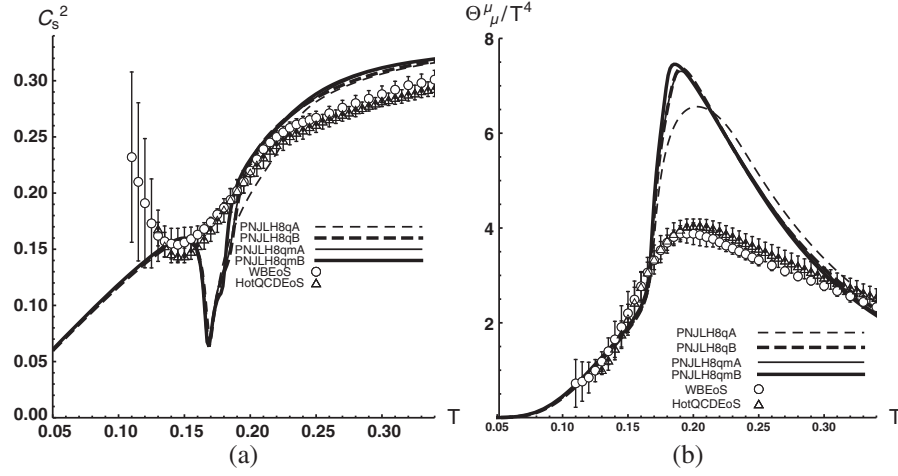 C_s^2
0.30
0.25
0.20
0.15
0.10
0.05
0.00
0.05 0.10 0.15 0.20 0.25 0.30
T
PNJLH8qA
PNJLH8qB
PNJLH8qmA
PNJLH8qmB
WBEoS
HotQCDEoS
(a)
Θ^μ_μ/T^4
8
6
4
2
0.05 0.10 0.15 0.20 0.25 0.30
T
PNJLH8qA
PNJLH8qB
PNJLH8qmA
PNJLH8qmB
WBEoS
HotQCDEoS
(b)